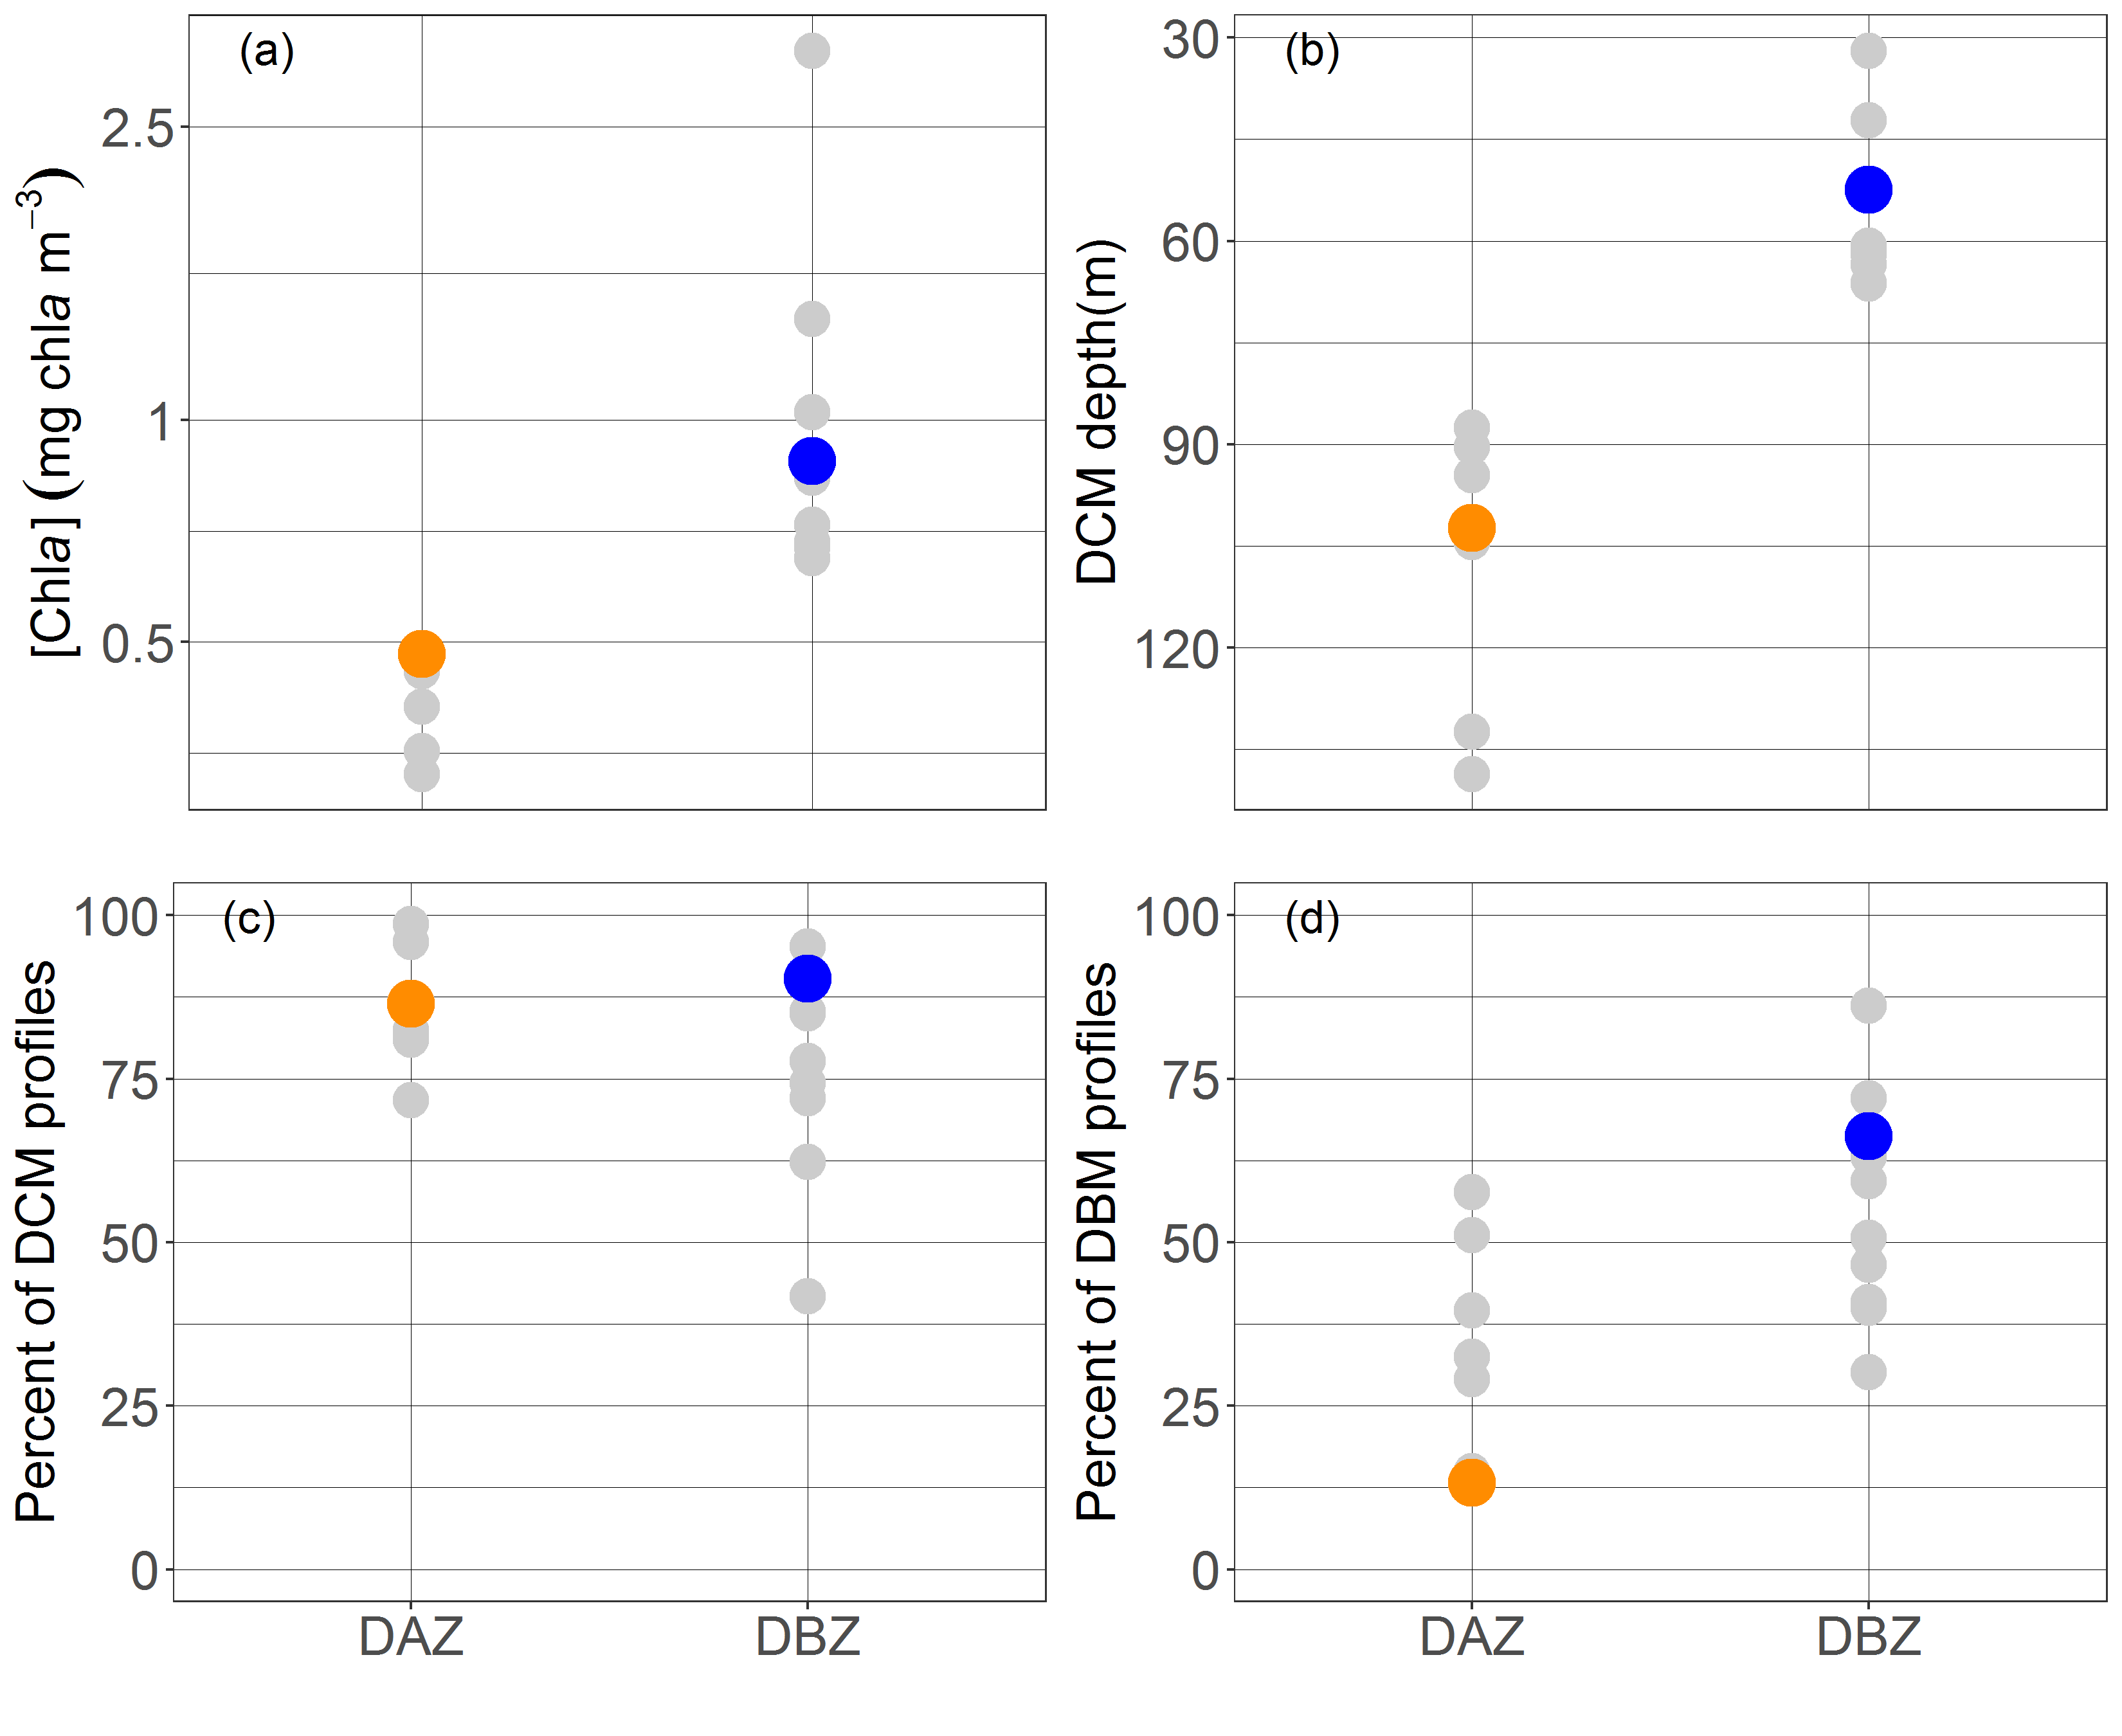 (a)
[Chla] (mg chla m⁻³)
2.5
1
0.5
(b)
DCM depth(m)
30
60
90
120
(c)
Percent of DCM profiles
100
75
50
25
0
DAZ DBZ
(d)
Percent of DBM profiles
100
75
50
25
0
DAZ DBZ